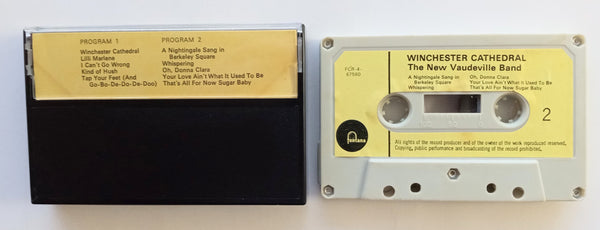 PROGRAM 1
Winchester Cathedral
Lilli Marlene
I Can't Go Wrong
Kind of Hush
Tap Your Feet (And
Go-Bo-De-Do-De-Doo)
PROGRAM 2
A Nightingale Sang in
Berkeley Square
Whispering
Oh, Donna Clara
Your Love Ain't What It Used To Be
That's All For Now Sugar Baby
WINCHESTER CATHEDRAL
The New Vaudeville Band
FCR-4-
67560
A Nightingale Sang in
Berkeley Square
Whispering
Oh, Donna Clara
Your Love Ain't What It Used To Be
That's All For Now Sugar Baby
2
fontana
All rights of the record producer and of the owner of the work reproduced reserved.
Copying, public performance and broadcasting of the record prohibited.